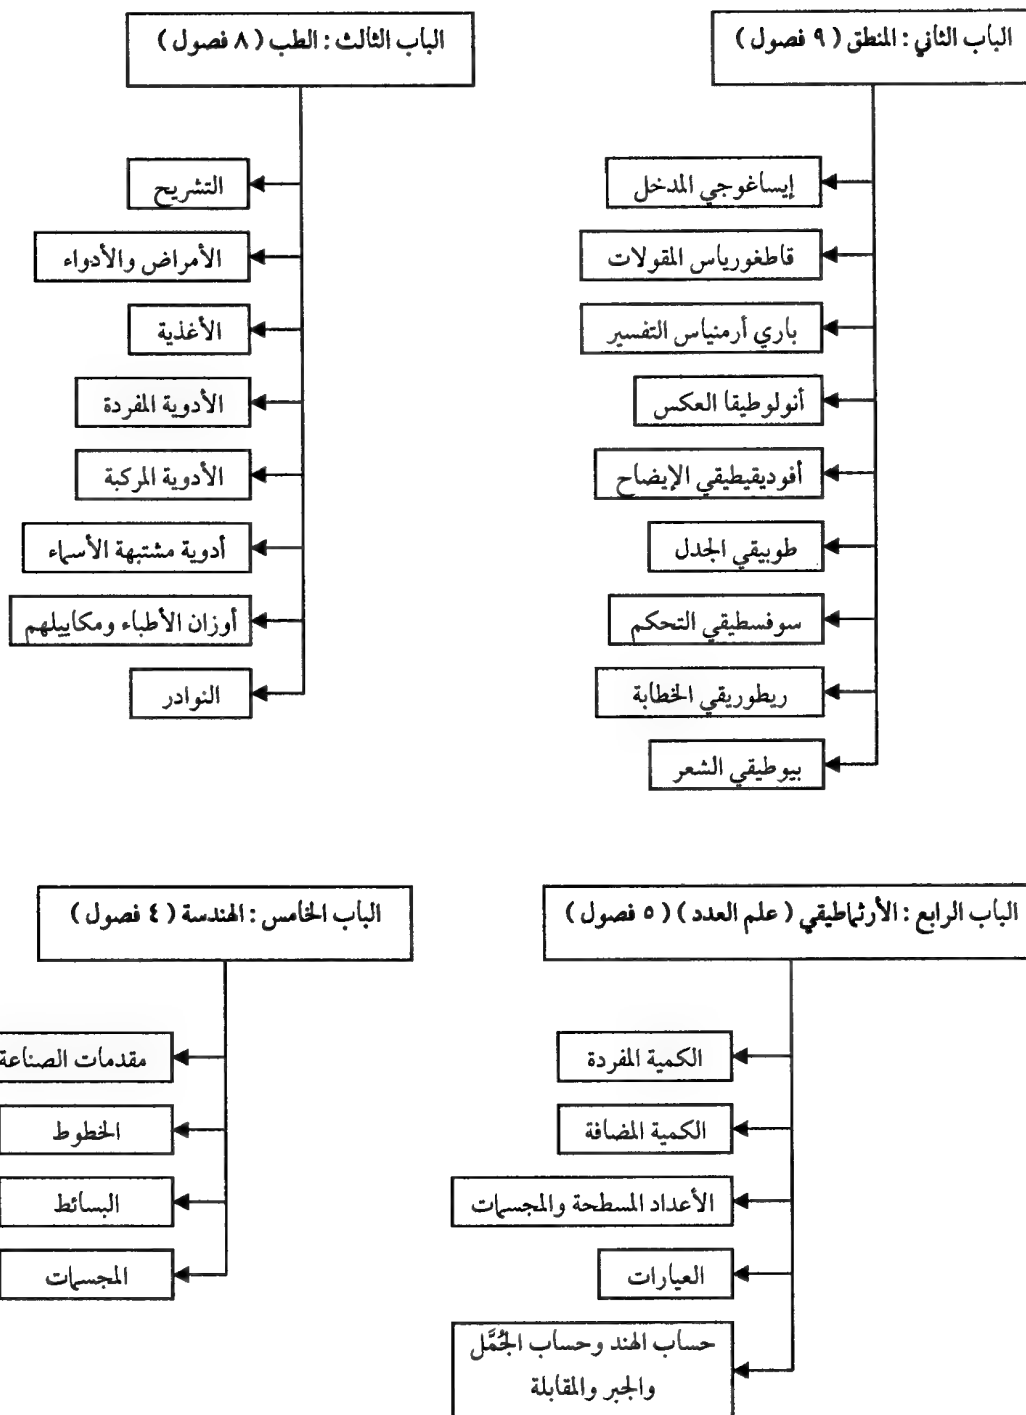 الباب الثاني : المنطق ( ٩ فصول )
إيساغوجي المدخل
قاطغورياس المقولات
باري أرمنياس التفسير
أنولوطيقا العكس
أفوديقيطيقي الإيضاح
طوبيقي الجدل
سوفسطيقي التحكم
ريطوريقي الخطابة
بيوطيقي الشعر
الباب الثالث : الطب ( ٨ فصول )
التشريح
الأمراض والأدواء
الأغذية
الأدوية المفردة
الأدوية المركبة
أدوية مشتبهة الأسماء
أوزان الأطباء ومكاييلهم
النوادر
الباب الرابع : الأرثماطيقي ( علم العدد ) ( ٥ فصول )
الكمية المفردة
الكمية المضافة
الأعداد المسطحة والمجسمات
العيارات
حساب الهند وحساب الجُمَّل
والجبر والمقابلة
الباب الخامس : الهندسة ( ٤ فصول )
مقدمات الصناعة
الخطوط
البسائط
المجسمات